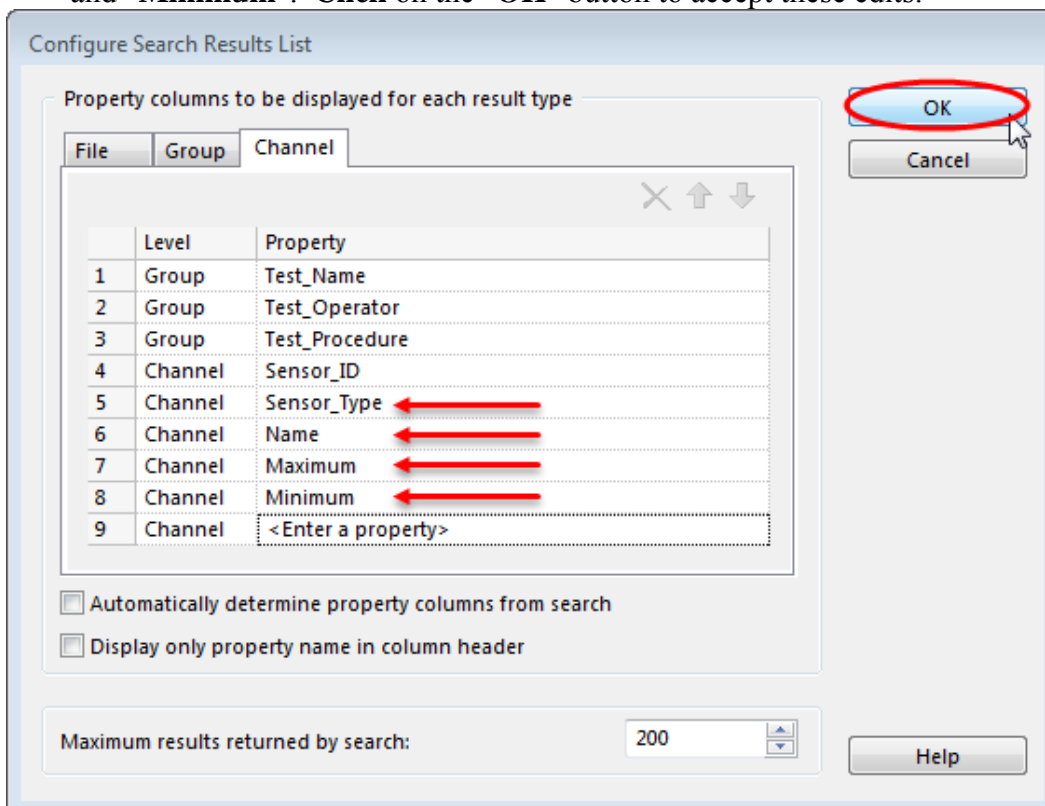 and "Minimum". Click on the "OK" button to accept these edits.
Configure Search Results List
Property columns to be displayed for each result type
OK
Cancel
File Group Channel
Level Property
1 Group Test_Name
2 Group Test_Operator
3 Group Test_Procedure
4 Channel Sensor_ID
5 Channel Sensor_Type
6 Channel Name
7 Channel Maximum
8 Channel Minimum
9 Channel <Enter a property>
Automatically determine property columns from search
Display only property name in column header
Maximum results returned by search: 200
Help